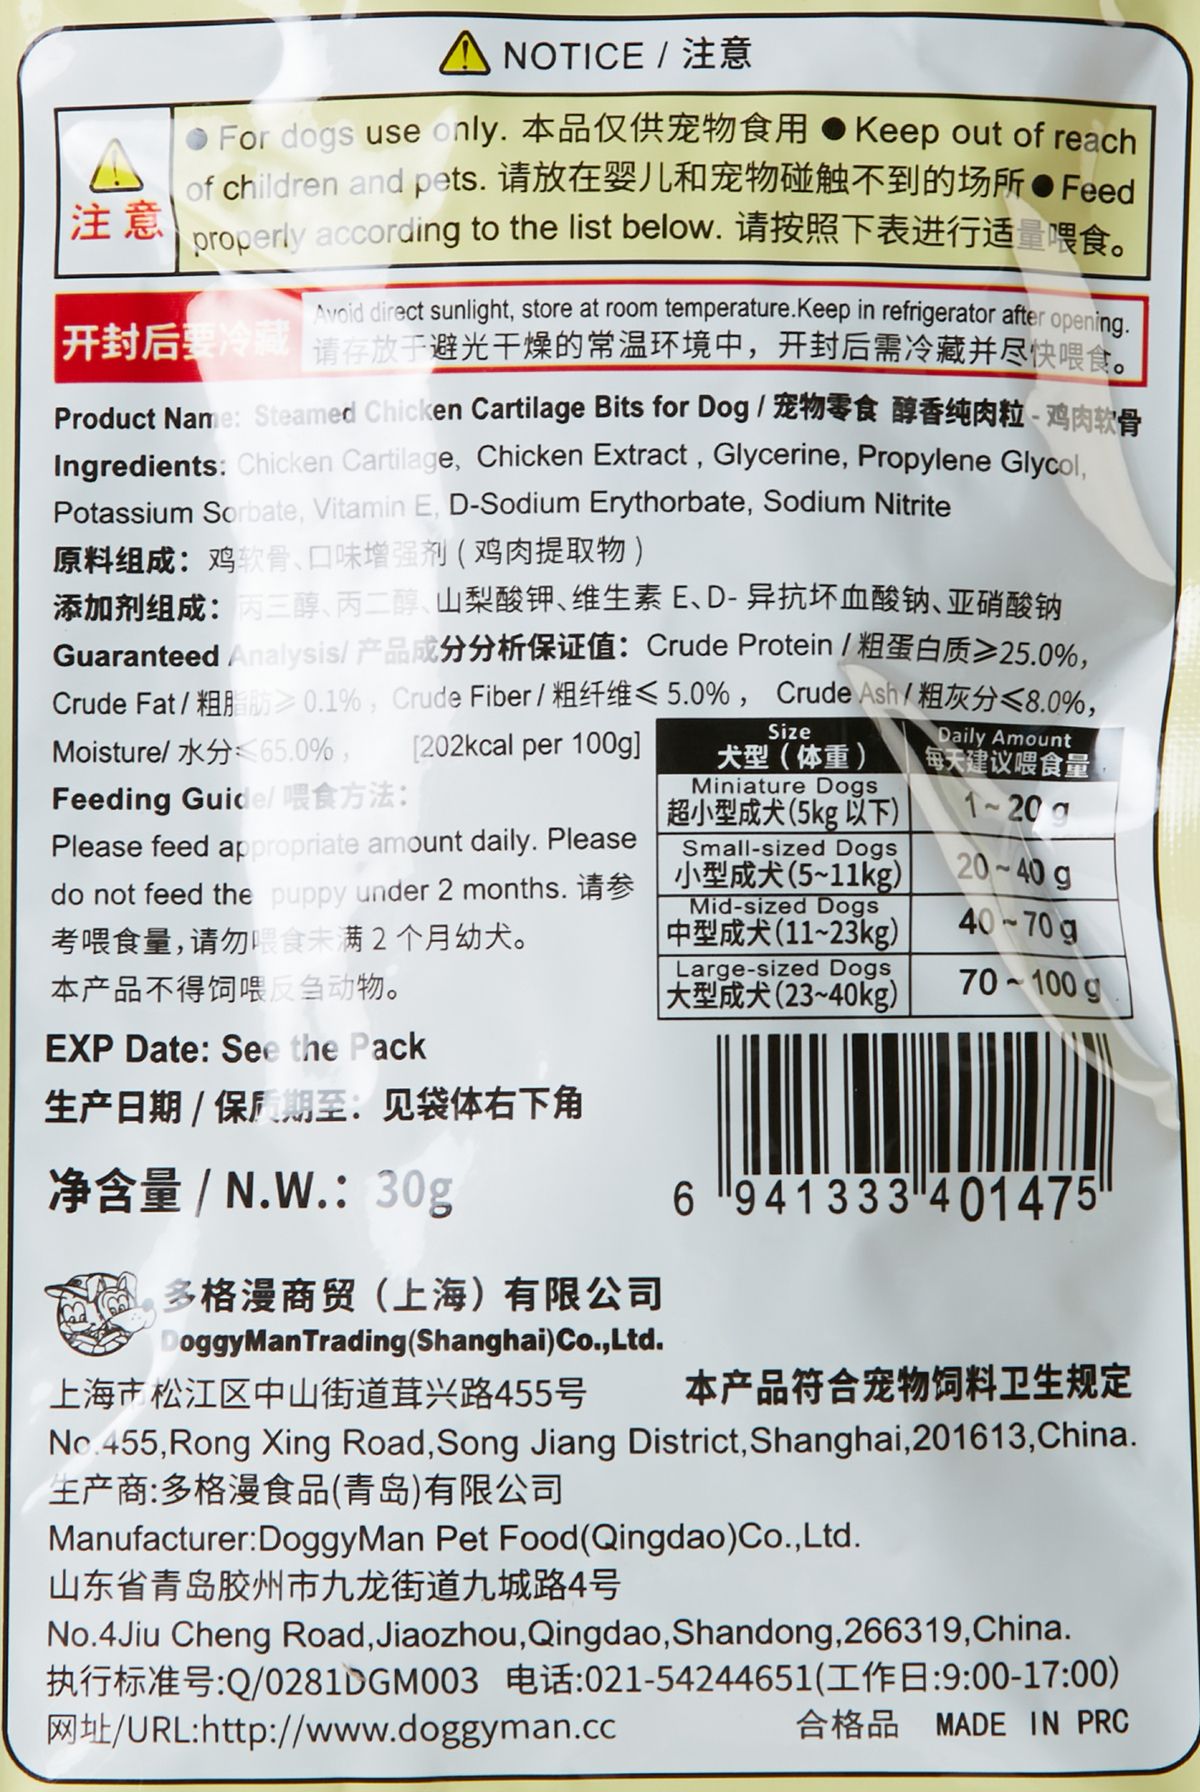 NOTICE / 注意
注意
● For dogs use only. 本品仅供宠物食用 ● Keep out of reach
of children and pets. 请放在婴儿和宠物碰触不到的场所 ● Feed
properly according to the list below. 请按照下表进行适量喂食。
开封后要冷藏
Avoid direct sunlight, store at room temperature.Keep in refrigerator after opening.
请存放于避光干燥的常温环境中，开封后需冷藏并尽快喂食。
Product Name: Steamed Chicken Cartilage Bits for Dog / 宠物零食 醇香纯肉粒 - 鸡肉软骨
Ingredients: Chicken Cartilage, Chicken Extract , Glycerine, Propylene Glycol,
Potassium Sorbate, Vitamin E, D-Sodium Erythorbate, Sodium Nitrite
原料组成：鸡软骨、口味增强剂 ( 鸡肉提取物 )
添加剂组成：丙三醇、丙二醇、山梨酸钾、维生素 E、D- 异抗坏血酸钠、亚硝酸钠
Guaranteed Analysis/ 产品成分分析保证值：Crude Protein / 粗蛋白质≥25.0%,
Crude Fat / 粗脂肪≥ 0.1% , Crude Fiber / 粗纤维≤ 5.0% , Crude Ash / 粗灰分≤8.0%,
Moisture/ 水分≤65.0% , [202kcal per 100g]
Feeding Guide/ 喂食方法：
Please feed appropriate amount daily. Please
do not feed the puppy under 2 months. 请参
考喂食量，请勿喂食未满 2 个月幼犬。
本产品不得饲喂反刍动物。
Size Daily Amount
犬型（体重） 每天建议喂食量
Miniature Dogs
超小型成犬(5kg 以下) 1~20 g
Small-sized Dogs
小型成犬(5~11kg) 20~40 g
Mid-sized Dogs
中型成犬(11~23kg) 40~70 g
Large-sized Dogs
大型成犬(23~40kg) 70~100 g
EXP Date: See the Pack
生产日期 / 保质期至：见袋体右下角
净含量 / N.W.： 30g
6 941333 401475
多格漫商贸（上海）有限公司
DoggyManTrading(Shanghai)Co.,Ltd.
上海市松江区中山街道茸兴路455号
本产品符合宠物饲料卫生规定
No.455,Rong Xing Road,Song Jiang District,Shanghai,201613,China.
生产商:多格漫食品(青岛)有限公司
Manufacturer:DoggyMan Pet Food(Qingdao)Co.,Ltd.
山东省青岛胶州市九龙街道九城路4号
No.4Jiu Cheng Road,Jiaozhou,Qingdao,Shandong,266319,China.
执行标准号:Q/0281DGM003 电话:021-54244651(工作日:9:00-17:00)
网址/URL:http://www.doggyman.cc 合格品 MADE IN PRC